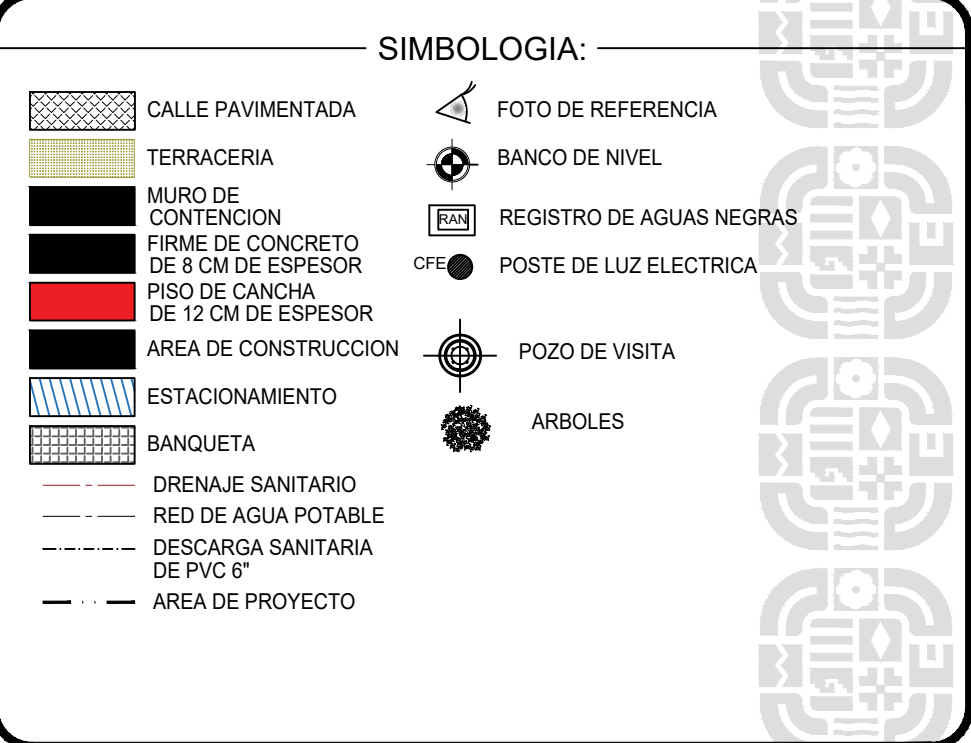 SIMBOLOGIA:
CALLE PAVIMENTADA
TERRACERIA
MURO DE
CONTENCION
FIRME DE CONCRETO
DE 8 CM DE ESPESOR
PISO DE CANCHA
DE 12 CM DE ESPESOR
AREA DE CONSTRUCCION
ESTACIONAMIENTO
BANQUETA
DRENAJE SANITARIO
RED DE AGUA POTABLE
DESCARGA SANITARIA
DE PVC 6"
AREA DE PROYECTO
FOTO DE REFERENCIA
BANCO DE NIVEL
RAN REGISTRO DE AGUAS NEGRAS
CFE POSTE DE LUZ ELECTRICA
POZO DE VISITA
ARBOLES